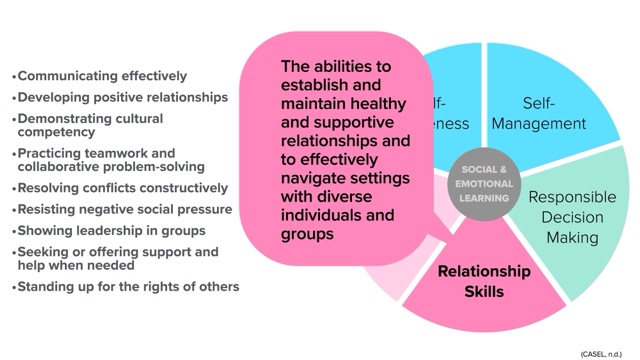 •Communicating effectively
•Developing positive relationships
•Demonstrating cultural
competency
•Practicing teamwork and
collaborative problem-solving
•Resolving conflicts constructively
•Resisting negative social pressure
•Showing leadership in groups
•Seeking or offering support and
help when needed
•Standing up for the rights of others
The abilities to
establish and
maintain healthy
and supportive
relationships and
to effectively
navigate settings
with diverse
individuals and
groups
lf-
eness
Self-
Management
SOCIAL &
EMOTIONAL
LEARNING
Responsible
Decision
Making
Relationship
Skills
(CASEL, n.d.)